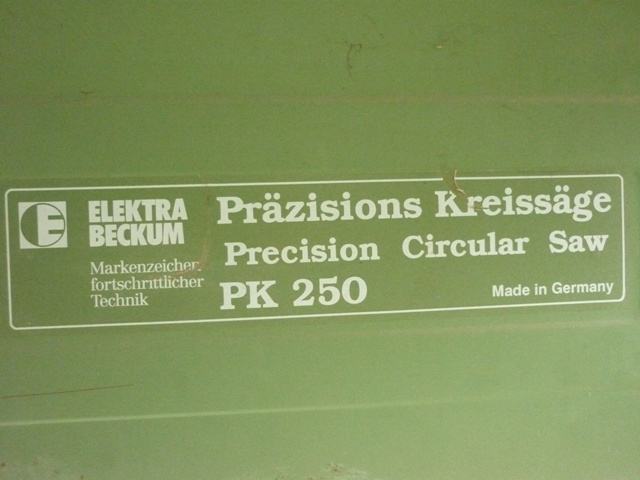 E
ELEKTRA
BECKUM
Markenzeichen
fortschrittlicher
Technik
Präzisions Kreissäge
Precision Circular Saw
PK 250
Made in Germany